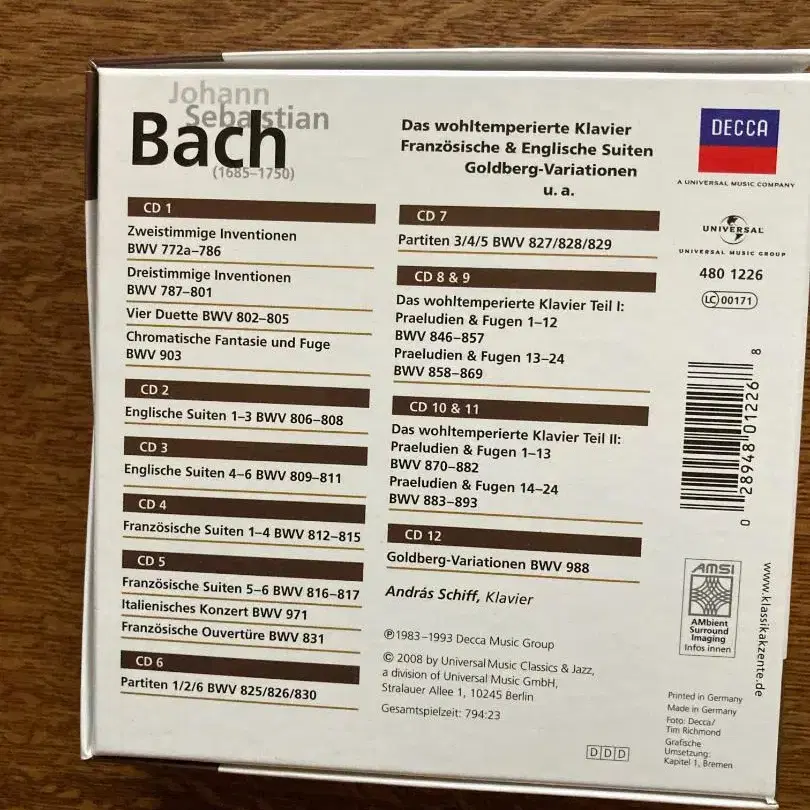 Johann
Sebastian
Bach
(1685–1750)
CD 1
Zweistimmige Inventionen
BWV 772a–786
Dreistimmige Inventionen
BWV 787–801
Vier Duette BWV 802–805
Chromatische Fantasie und Fuge
BWV 903
CD 2
Englische Suiten 1–3 BWV 806–808
CD 3
Englische Suiten 4–6 BWV 809–811
CD 4
Französische Suiten 1–4 BWV 812–815
CD 5
Französische Suiten 5–6 BWV 816–817
Italienisches Konzert BWV 971
Französische Ouvertüre BWV 831
CD 6
Partiten 1/2/6 BWV 825/826/830
Das wohltemperierte Klavier
Französische & Englische Suiten
Goldberg-Variationen
u. a.
CD 7
Partiten 3/4/5 BWV 827/828/829
CD 8 & 9
Das wohltemperierte Klavier Teil I:
Praeludien & Fugen 1–12
BWV 846–857
Praeludien & Fugen 13–24
BWV 858–869
CD 10 & 11
Das wohltemperierte Klavier Teil II:
Praeludien & Fugen 1–13
BWV 870–882
Praeludien & Fugen 14–24
BWV 883–893
CD 12
Goldberg-Variationen BWV 988
András Schiff, Klavier
℗1983–1993 Decca Music Group
© 2008 by Universal Music Classics & Jazz,
a division of Universal Music GmbH,
Stralauer Allee 1, 10245 Berlin
Gesamtspielzeit: 794:23
DDD
DECCA
A UNIVERSAL MUSIC COMPANY
UNIVERSAL
UNIVERSAL MUSIC GROUP
480 1226
LC 00171
0 28948 01226 8
AMSI
AMbient
Surround
Imaging
Infos innen
www.klassikakzente.de
Printed in Germany
Made in Germany
Foto: Decca/
Tim Richmond
Grafische
Umsetzung:
Kapitel 1, Bremen